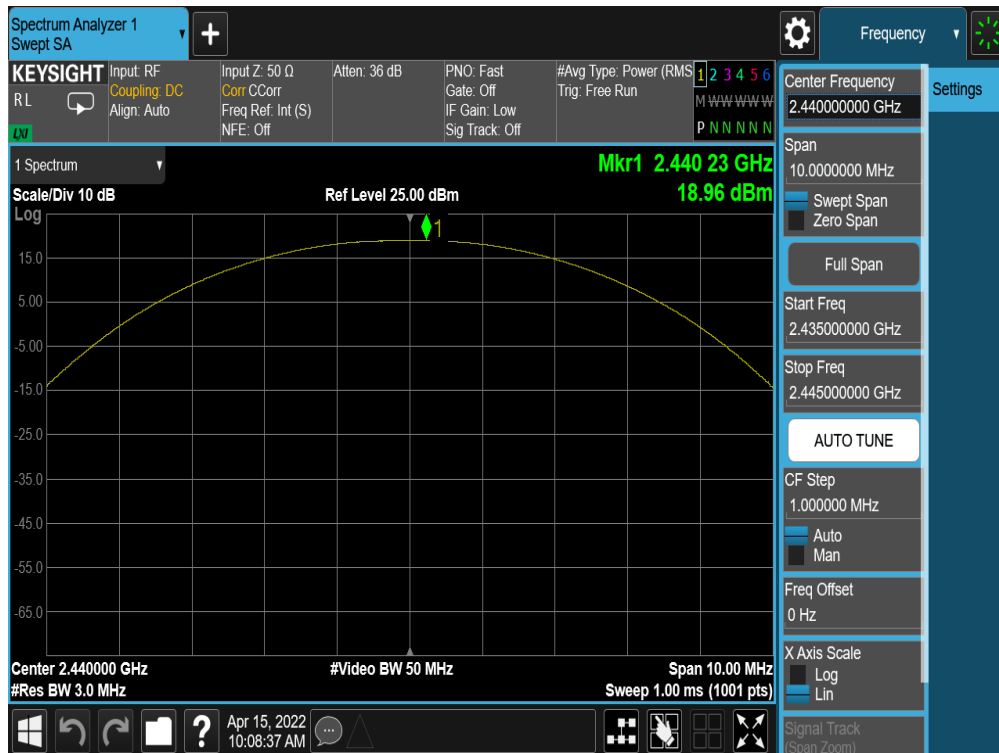 Spectrum Analyzer 1
Swept SA
+
Frequency
KEYSIGHT
RL
LXI
Input: RF
Coupling: DC
Align: Auto
Input Z: 50 Ω
Corr CCorr
Freq Ref: Int (S)
NFE: Off
Atten: 36 dB
PNO: Fast
Gate: Off
IF Gain: Low
Sig Track: Off
#Avg Type: Power (RMS
Trig: Free Run
1 2 3 4 5 6
M W W W W W
P N N N N N
1 Spectrum
Mkr1 2.440 23 GHz
18.96 dBm
Scale/Div 10 dB
Ref Level 25.00 dBm
Log
1
15.0
5.00
-5.00
-15.0
-25.0
-35.0
-45.0
-55.0
-65.0
Center 2.440000 GHz
#Video BW 50 MHz
Span 10.00 MHz
#Res BW 3.0 MHz
Sweep 1.00 ms (1001 pts)
Center Frequency
2.440000000 GHz
Settings
Span
10.0000000 MHz
Swept Span
Zero Span
Full Span
Start Freq
2.435000000 GHz
Stop Freq
2.445000000 GHz
AUTO TUNE
CF Step
1.000000 MHz
Auto
Man
Freq Offset
0 Hz
X Axis Scale
Log
Lin
Signal Track
(Span Zoom)
?
Apr 15, 2022
10:08:37 AM